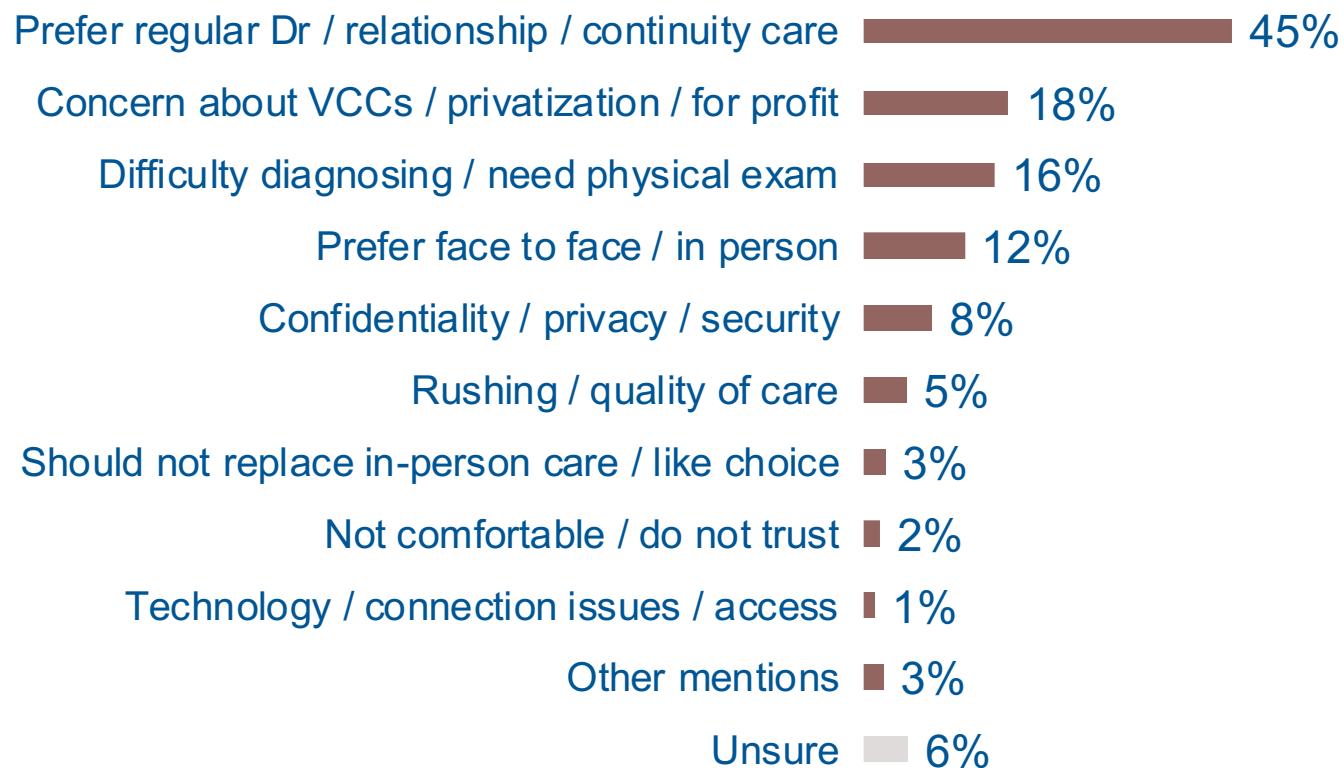 Prefer regular Dr / relationship / continuity care 45%
Concern about VCCs / privatization / for profit 18%
Difficulty diagnosing / need physical exam 16%
Prefer face to face / in person 12%
Confidentiality / privacy / security 8%
Rushing / quality of care 5%
Should not replace in-person care / like choice 3%
Not comfortable / do not trust 2%
Technology / connection issues / access 1%
Other mentions 3%
Unsure 6%